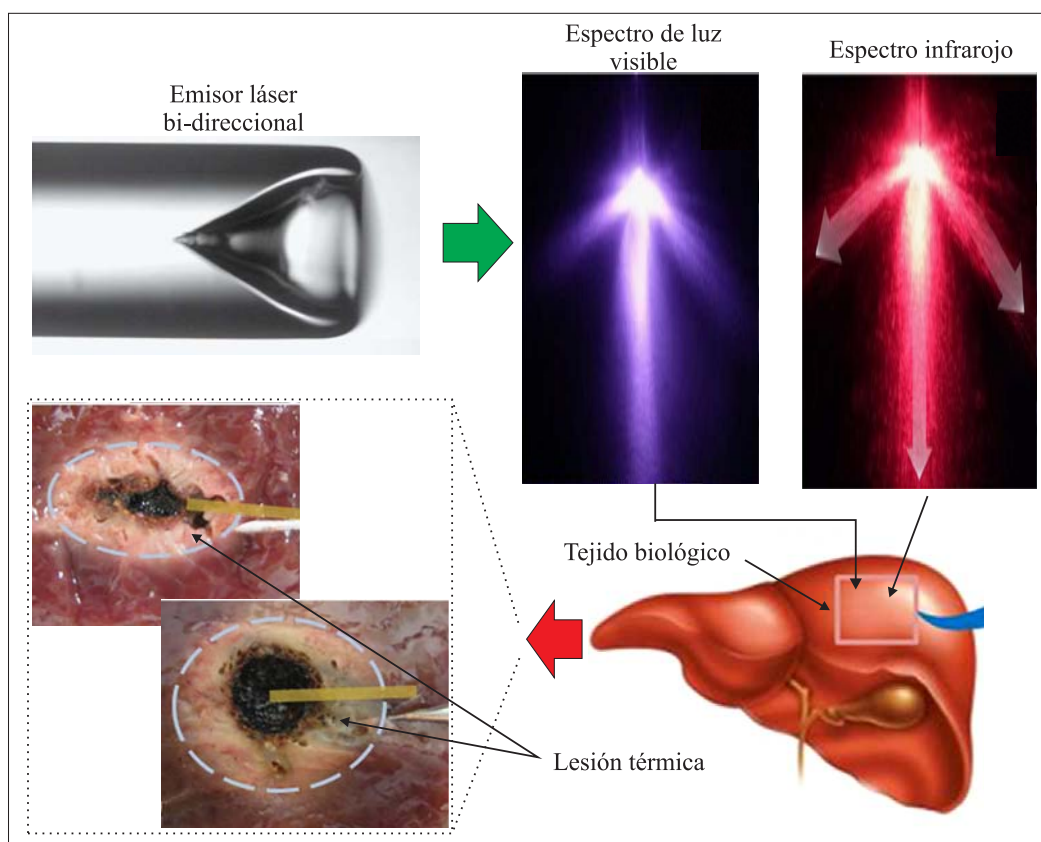 Espectro de luz
visible
Espectro infrarojo
Emisor láser
bi-direccional
Tejido biológico
Lesión térmica